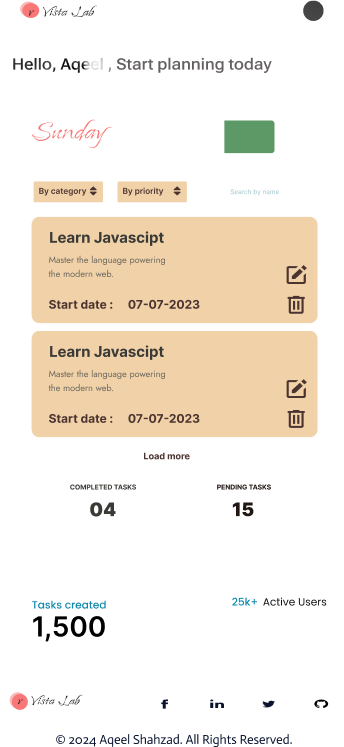 Vista Lab
Hello, Aqeel , Start planning today
Sunday
By category
By priority
Search by name
Learn Javascipt
Master the language powering
the modern web.
Start date : 07-07-2023
Learn Javascipt
Master the language powering
the modern web.
Start date : 07-07-2023
Load more
COMPLETED TASKS
PENDING TASKS
04
15
Tasks created
1,500
25k+ Active Users
Vista Lab
© 2024 Aqeel Shahzad. All Rights Reserved.